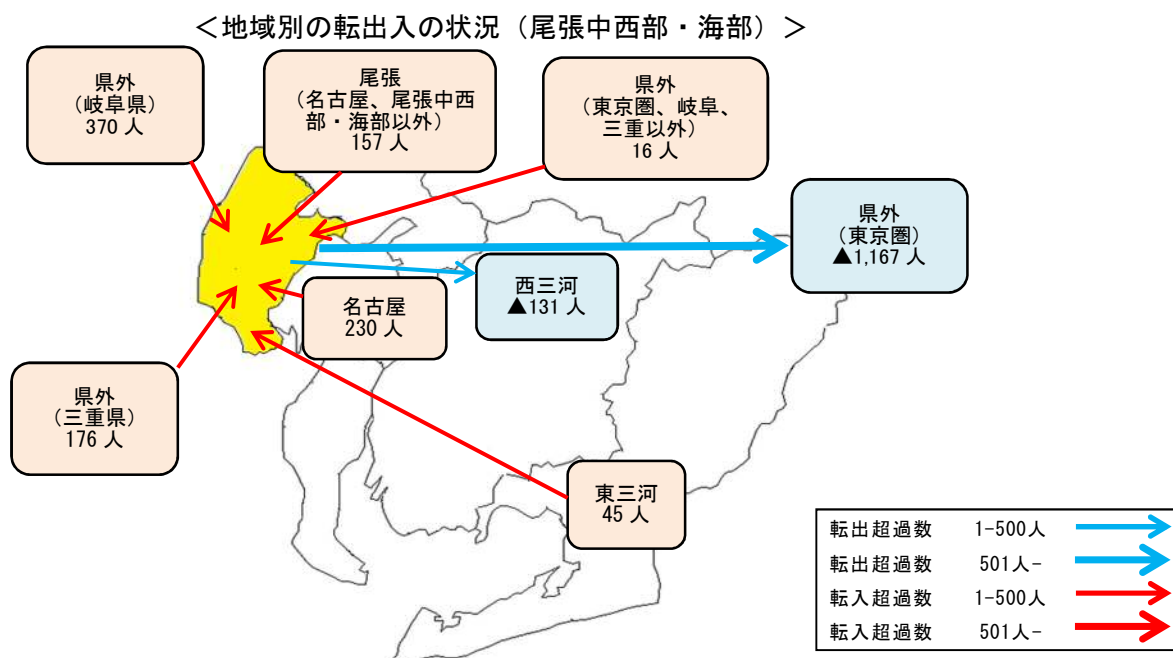 ＜地域別の転出入の状況（尾張中西部・海部）＞
県外
（岐阜県）
370 人
尾張
（名古屋、尾張中西
部・海部以外）
157 人
県外
（東京圏、岐阜、
三重以外）
16 人
県外
（東京圏）
▲1,167 人
西三河
▲131 人
名古屋
230 人
県外
（三重県）
176 人
東三河
45 人
転出超過数 1-500人
転出超過数 501人-
転入超過数 1-500人
転入超過数 501人-